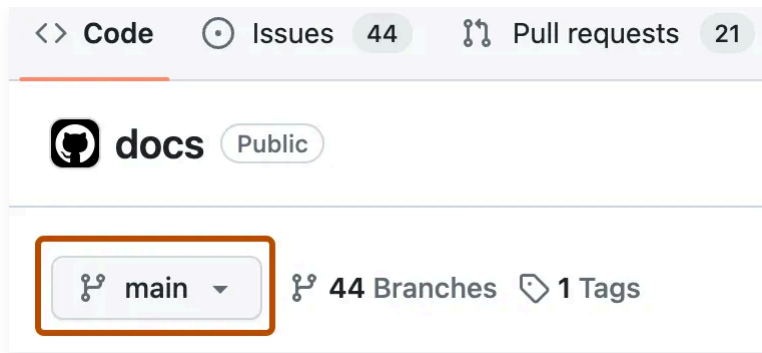 Code Issues 44 Pull requests 21
docs Public
main 44 Branches 1 Tags